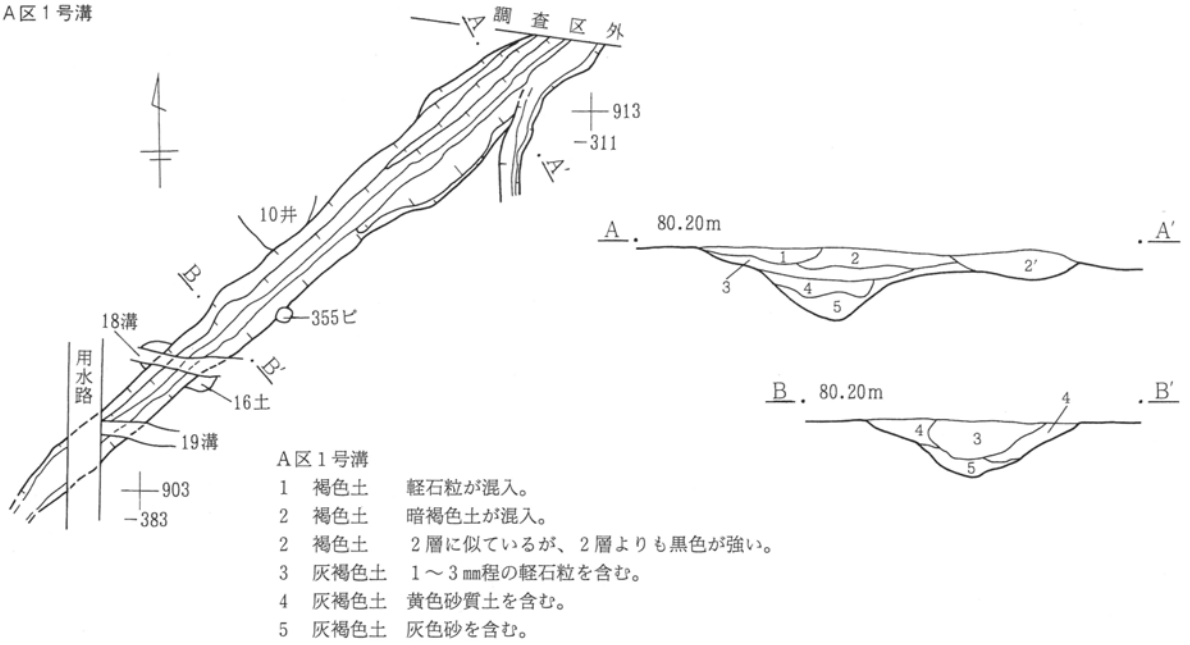 A区1号溝
調査区外
A
913
-311
A'
10井
B
355ピ
18溝
B'
用水路
16土
19溝
903
-383
A 80.20m A'
1
2
2'
3
4
5
B 80.20m B'
4
4
3
5
A区1号溝
1 褐色土 軽石粒が混入。
2 褐色土 暗褐色土が混入。
2 褐色土 2層に似ているが、2層よりも黒色が強い。
3 灰褐色土 1～3㎜程の軽石粒を含む。
4 灰褐色土 黄色砂質土を含む。
5 灰褐色土 灰色砂を含む。